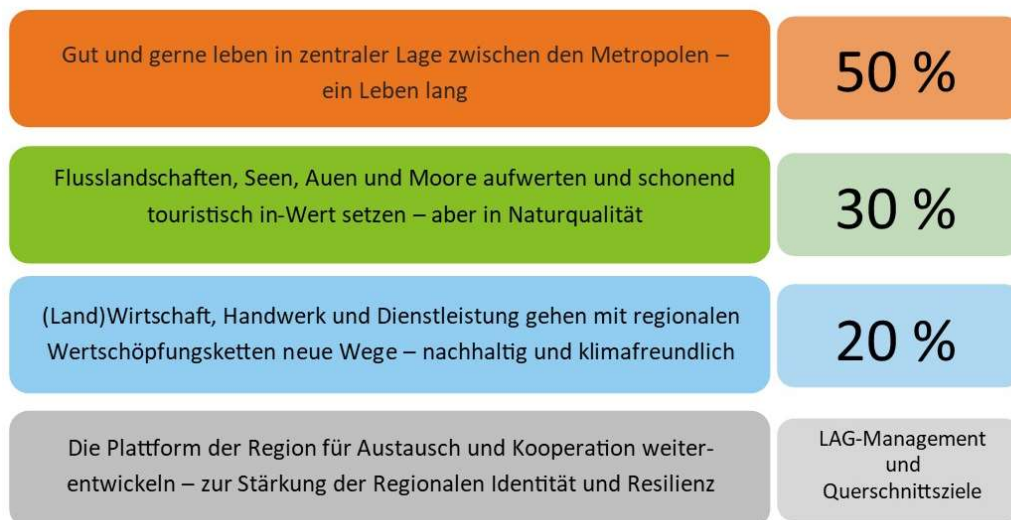 Gut und gerne leben in zentraler Lage zwischen den Metropolen –
ein Leben lang
50 %
Flusslandschaften, Seen, Auen und Moore aufwerten und schonend
touristisch in-Wert setzen – aber in Naturqualität
30 %
(Land)Wirtschaft, Handwerk und Dienstleistung gehen mit regionalen
Wertschöpfungsketten neue Wege – nachhaltig und klimafreundlich
20 %
Die Plattform der Region für Austausch und Kooperation weiter-
entwickeln – zur Stärkung der Regionalen Identität und Resilienz
LAG-Management
und
Querschnittsziele